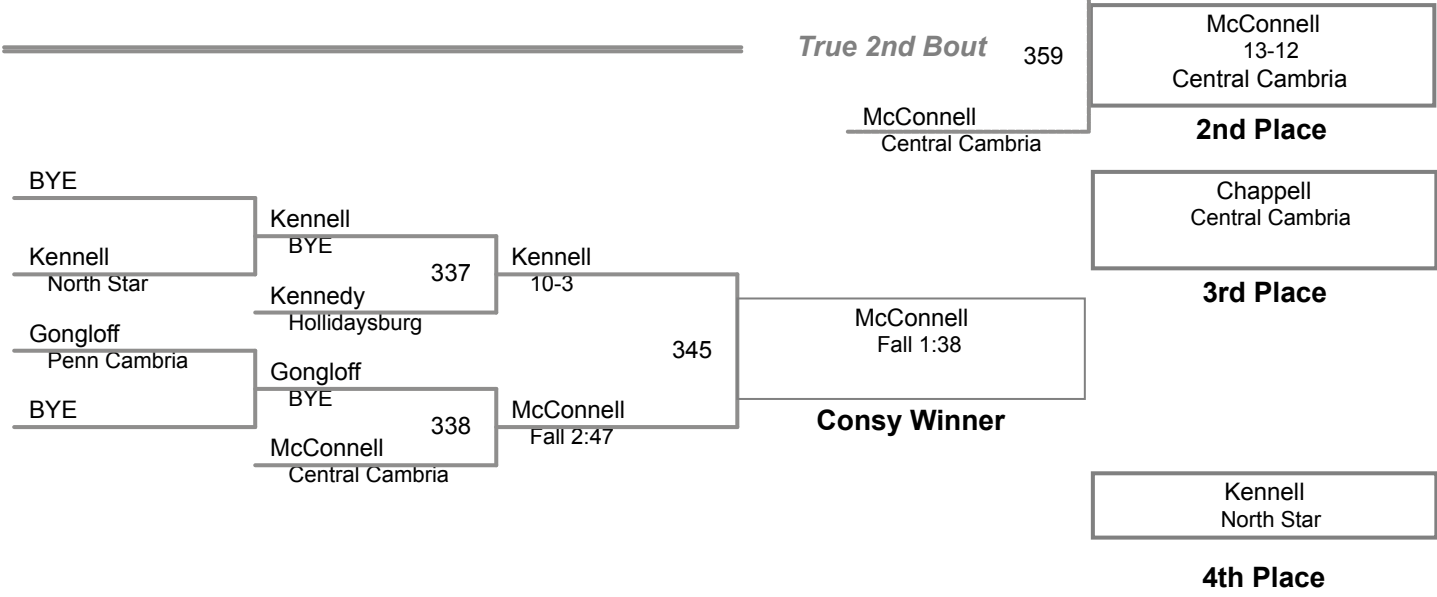 McConnell
13-12
Central Cambria
True 2nd Bout 359
McConnell
Central Cambria
2nd Place
BYE
Kennell
BYE
Kennell
North Star
337
Kennell
10-3
Kennedy
Hollidaysburg
Chappell
Central Cambria
3rd Place
Gongloff
Penn Cambria
Gongloff
BYE
BYE
338
McConnell
Central Cambria
McConnell
Fall 2:47
345
McConnell
Fall 1:38
Consy Winner
Kennell
North Star
4th Place